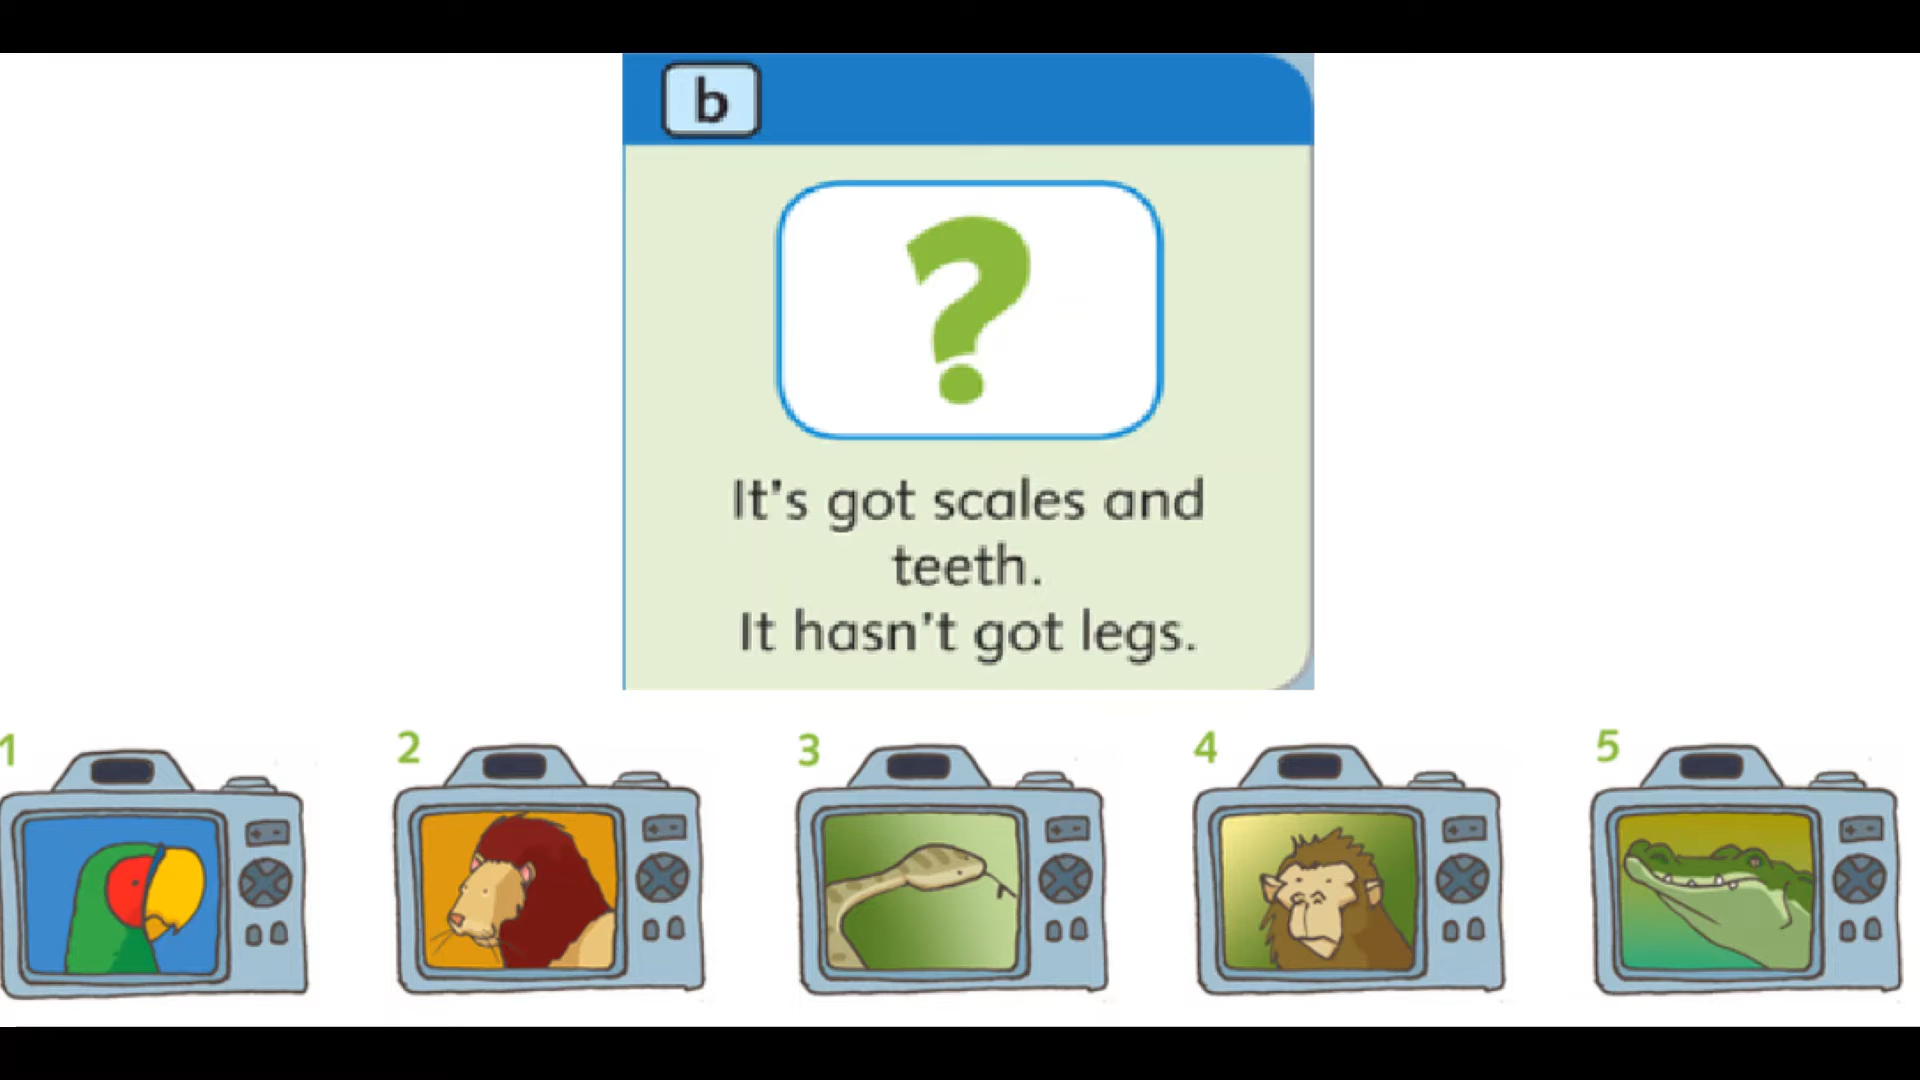 b
?
It's got scales and
teeth.
It hasn't got legs.
1 2 3 4 5